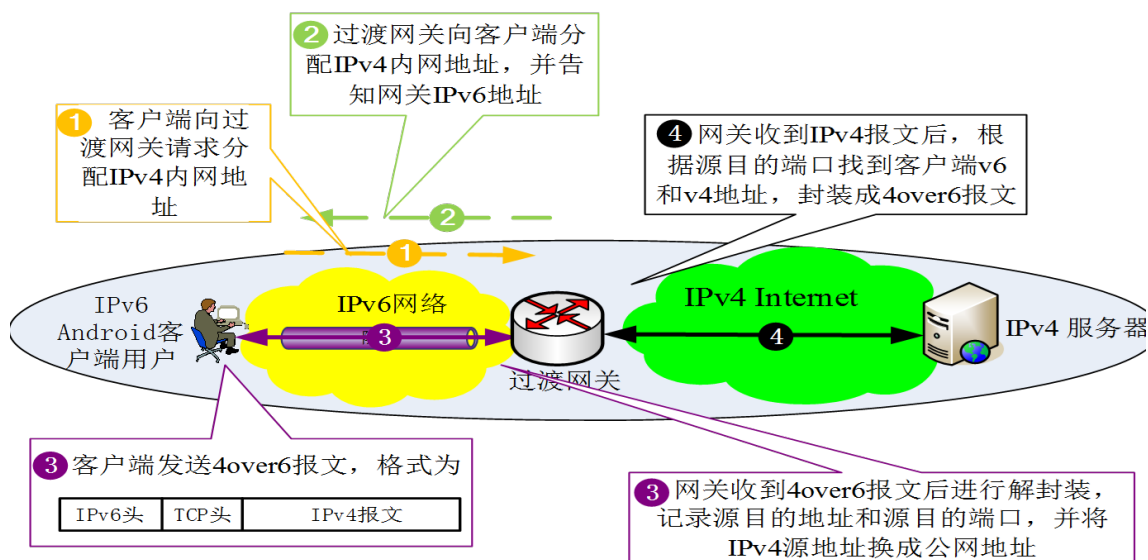 2 过渡网关向客户端分
配IPv4内网地址，并告
知网关IPv6地址
1 客户端向过
渡网关请求分
配IPv4内网地
址
4 网关收到IPv4报文后，根
据源目的端口找到客户端v6
和v4地址，封装成4over6报文
2
1
IPv6
Android客
端用户
IPv6网络
3
过渡网关
IPv4 Internet
4
IPv4 服务器
3 客户端发送4over6报文，格式为
IPv6头 TCP头 IPv4报文
3 网关收到4over6报文后进行解封装，
记录源目的地址和源目的端口，并将
IPv4源地址换成公网地址